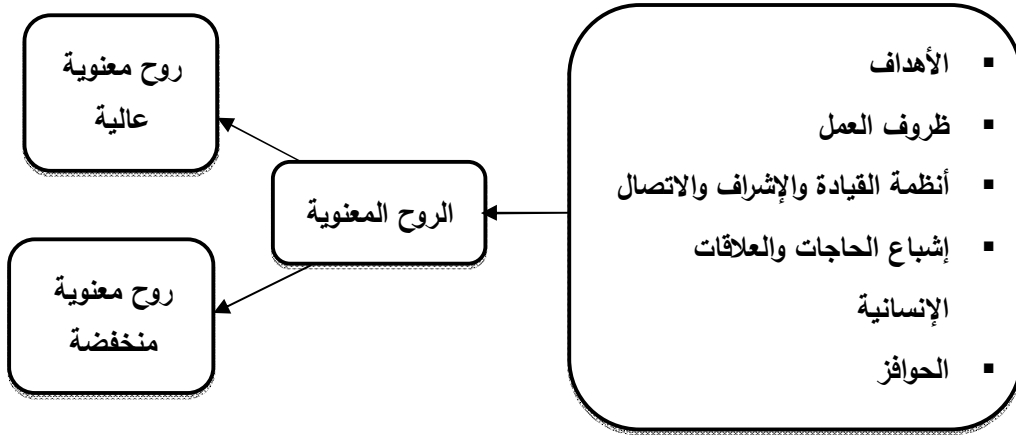 ▪ الأهداف
▪ ظروف العمل
▪ أنظمة القيادة والإشراف والاتصال
▪ إشباع الحاجات والعلاقات
الإنسانية
▪ الحوافز
الروح المعنوية
روح معنوية
عالية
روح معنوية
منخفضة